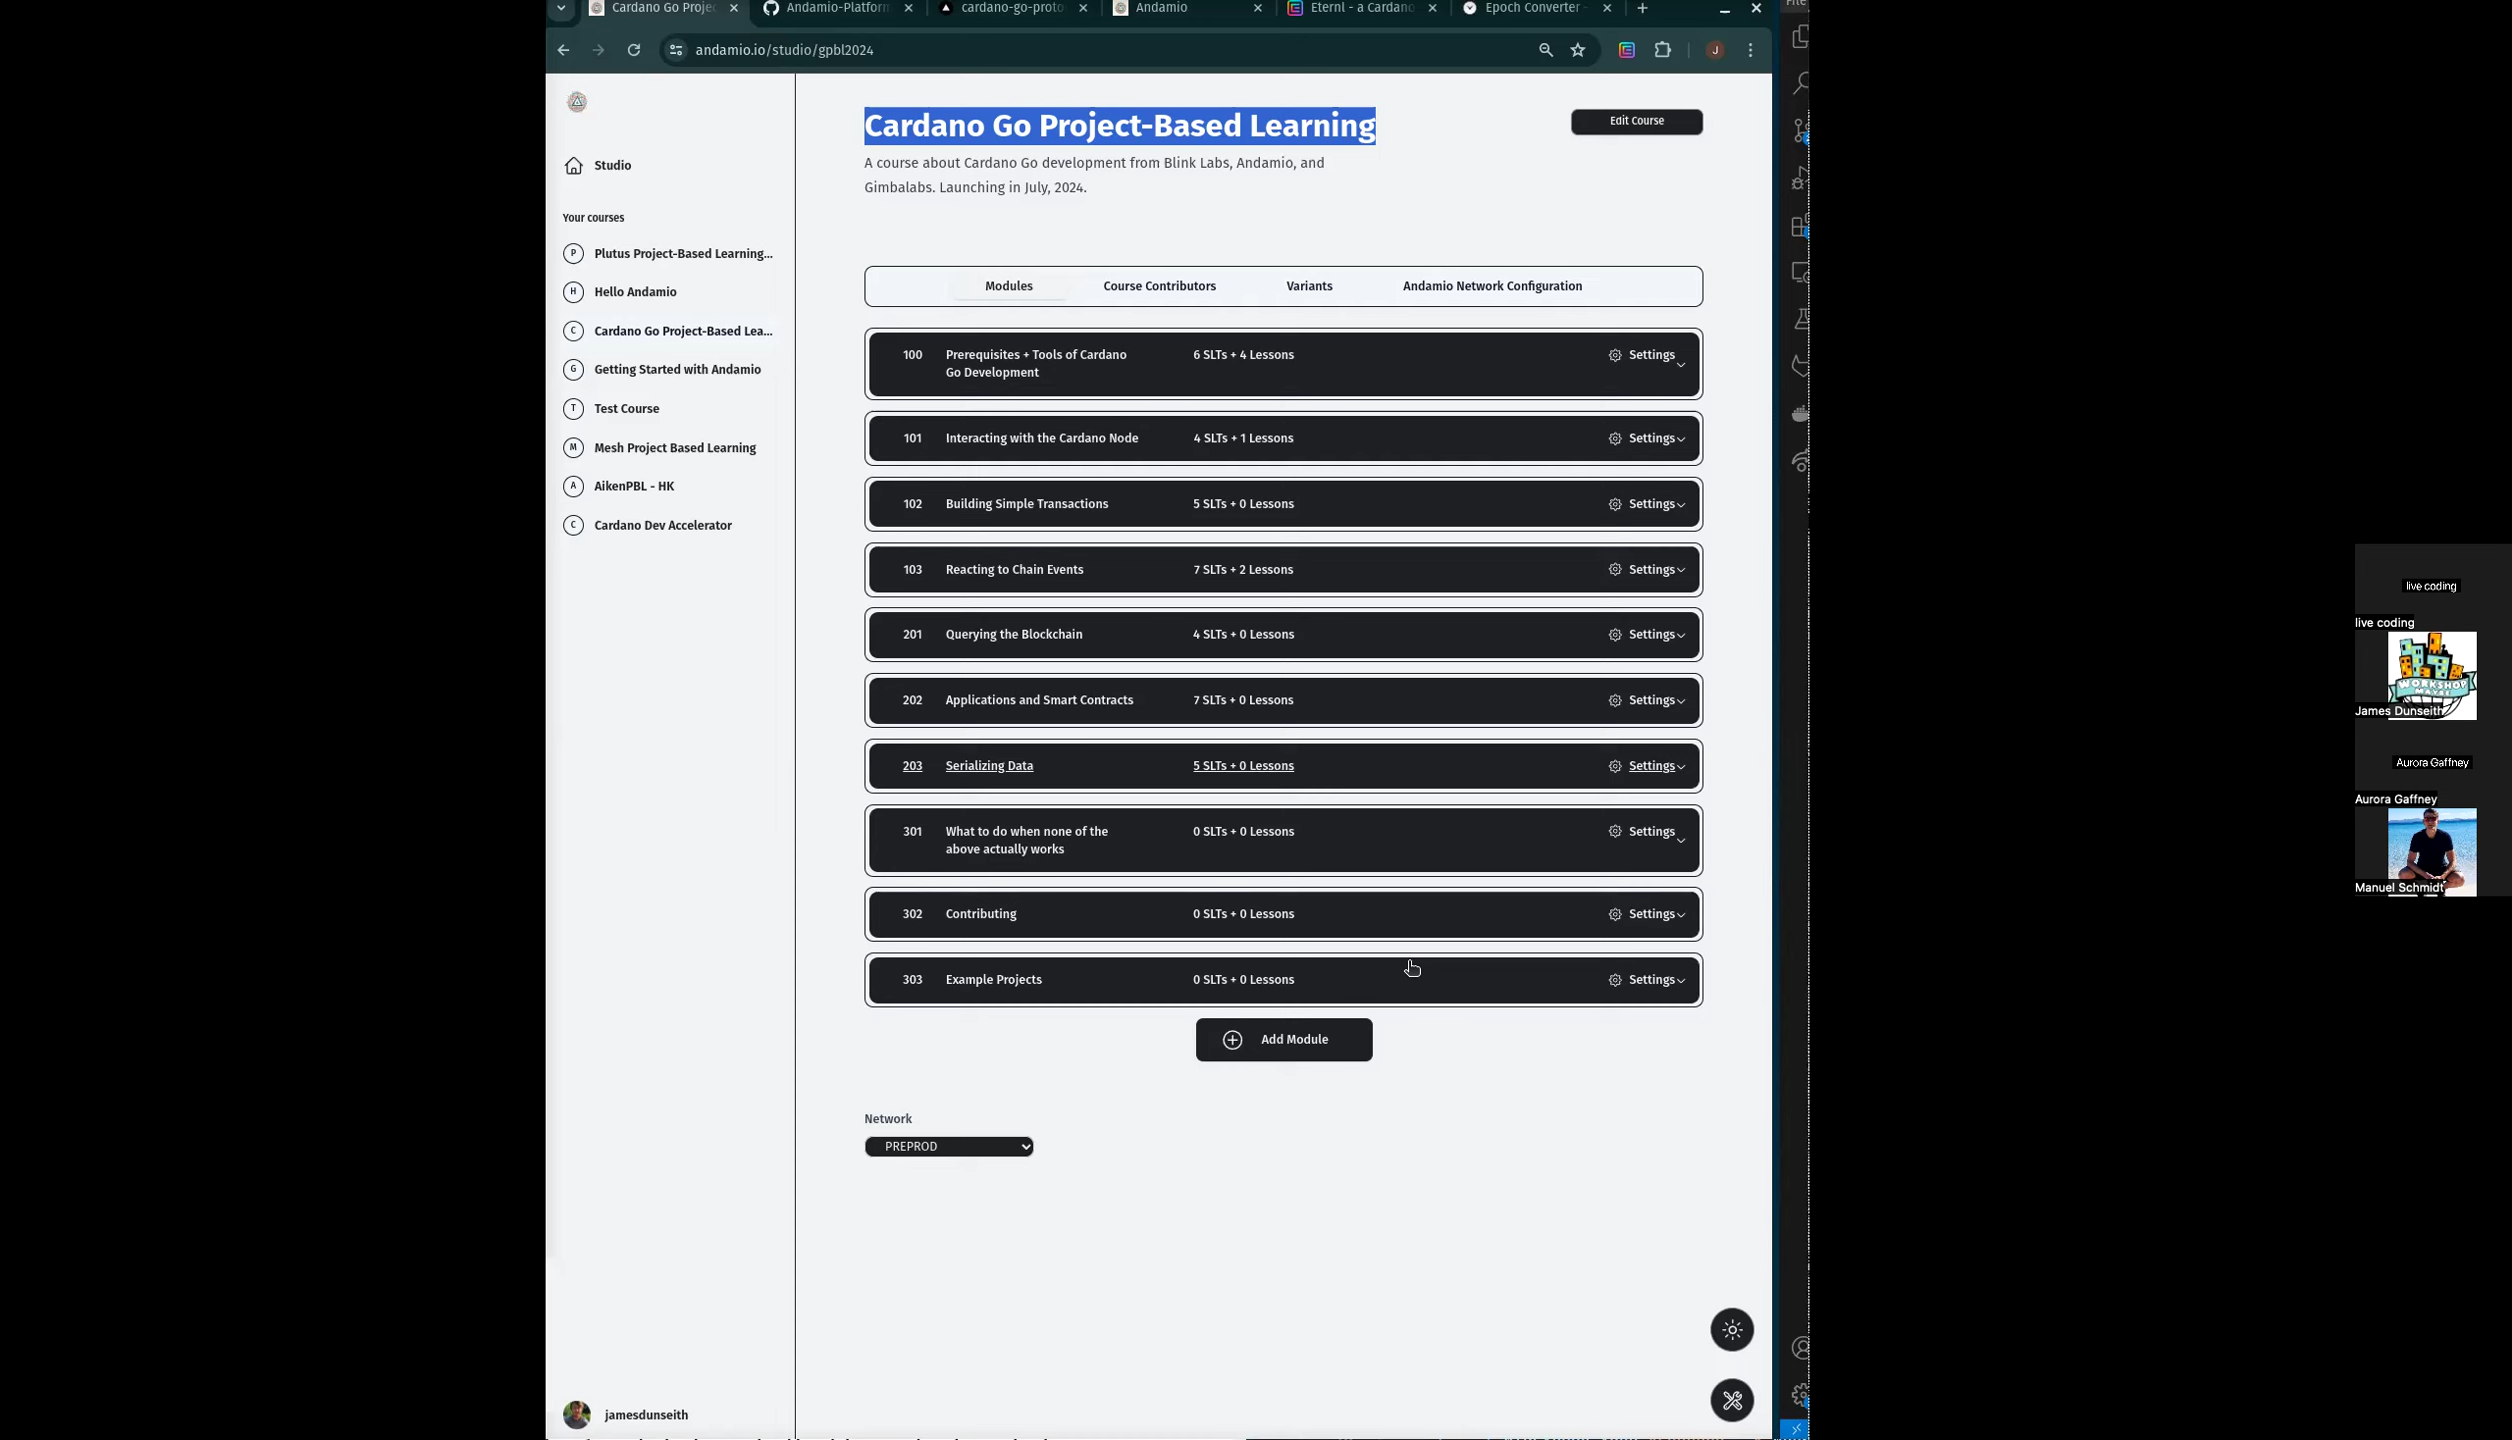 Cardano Go Projec
Andamio-Platform
cardano-go-proto
Andamio
Eternl - a Cardano
Epoch Converter -
File
andamio.io/studio/gpbl2024
J
Studio
Your courses
P Plutus Project-Based Learning...
H Hello Andamio
C Cardano Go Project-Based Lea...
G Getting Started with Andamio
T Test Course
M Mesh Project Based Learning
A AikenPBL - HK
C Cardano Dev Accelerator
jamesdunseith
Cardano Go Project-Based Learning
Edit Course
A course about Cardano Go development from Blink Labs, Andamio, and
Gimbalabs. Launching in July, 2024.
Modules Course Contributors Variants Andamio Network Configuration
100 Prerequisites + Tools of Cardano 6 SLTs + 4 Lessons Settings
Go Development
101 Interacting with the Cardano Node 4 SLTs + 1 Lessons Settings
102 Building Simple Transactions 5 SLTs + 0 Lessons Settings
103 Reacting to Chain Events 7 SLTs + 2 Lessons Settings
201 Querying the Blockchain 4 SLTs + 0 Lessons Settings
202 Applications and Smart Contracts 7 SLTs + 0 Lessons Settings
203 Serializing Data 5 SLTs + 0 Lessons Settings
301 What to do when none of the 0 SLTs + 0 Lessons Settings
above actually works
302 Contributing 0 SLTs + 0 Lessons Settings
303 Example Projects 0 SLTs + 0 Lessons Settings
Add Module
Network
PREPROD
live coding
live coding
WORKSHOP
MAYBE
James Dunseith
Aurora Gaffney
Aurora Gaffney
Manuel Schmidt